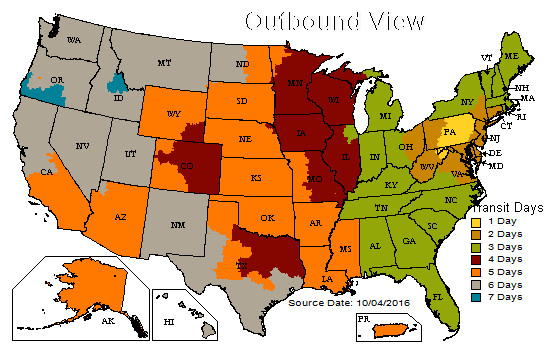 Outbound View
WA
MT
ND
MN
VT
ME
OR
ID
SD
WI
MI
NY
NH
MA
WY
RI
CT
NE
IA
PA
NJ
NV
UT
CO
IL
IN
OH
DE
MD
CA
KS
MO
WV
VA
KY
NC
TN
AZ
NM
OK
AR
SC
TX
MS
AL
GA
LA
FL
AK
HI
PR
Transit Days
1 Day
2 Days
3 Days
4 Days
5 Days
6 Days
7 Days
Source Date: 10/04/2016